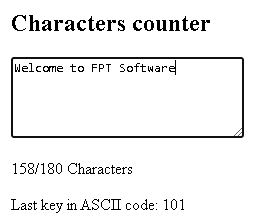 Characters counter
Welcome to FPT Software
158/180 Characters
Last key in ASCII code: 101